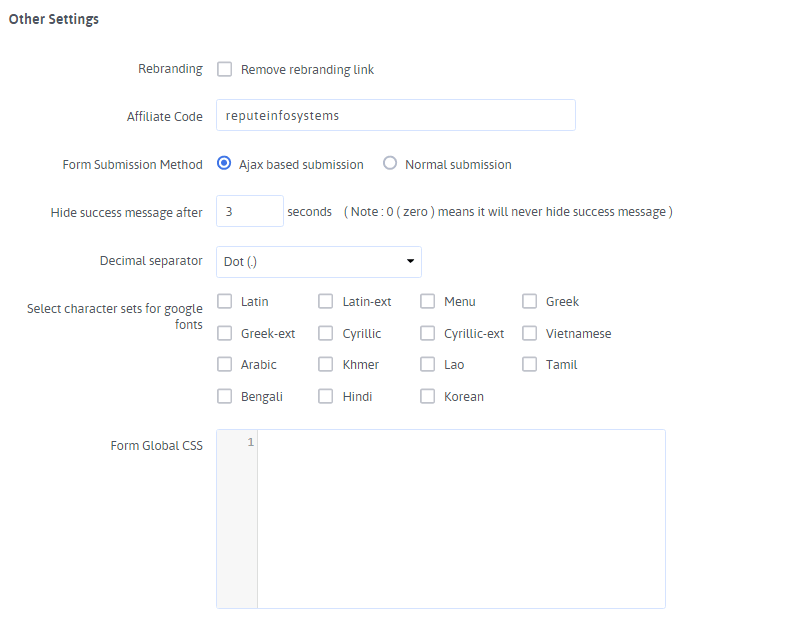 Other Settings
Rebranding Remove rebranding link
Affiliate Code reputeinfosystems
Form Submission Method Ajax based submission Normal submission
Hide success message after 3 seconds ( Note : 0 ( zero ) means it will never hide success message )
Decimal separator Dot (.)
Select character sets for google fonts
Latin Latin-ext Menu Greek
Greek-ext Cyrillic Cyrillic-ext Vietnamese
Arabic Khmer Lao Tamil
Bengali Hindi Korean
Form Global CSS 1